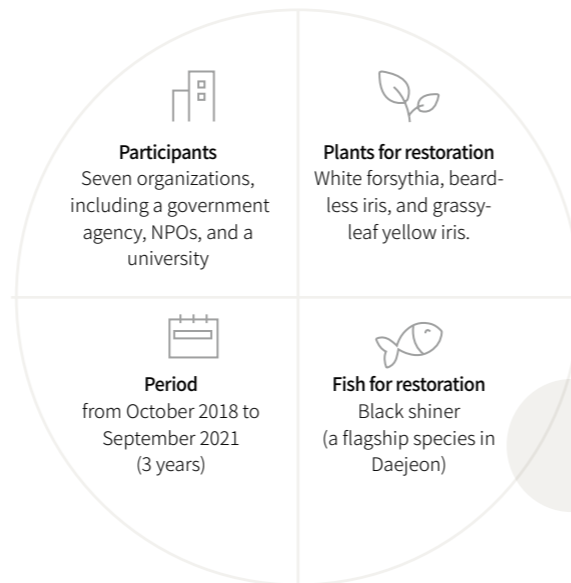 Participants
Seven organizations,
including a government
agency, NPOs, and a
university
Plants for restoration
White forsythia, beard-
less iris, and grassy-
leaf yellow iris.
Period
from October 2018 to
September 2021
(3 years)
Fish for restoration
Black shiner
(a flagship species in
Daejeon)